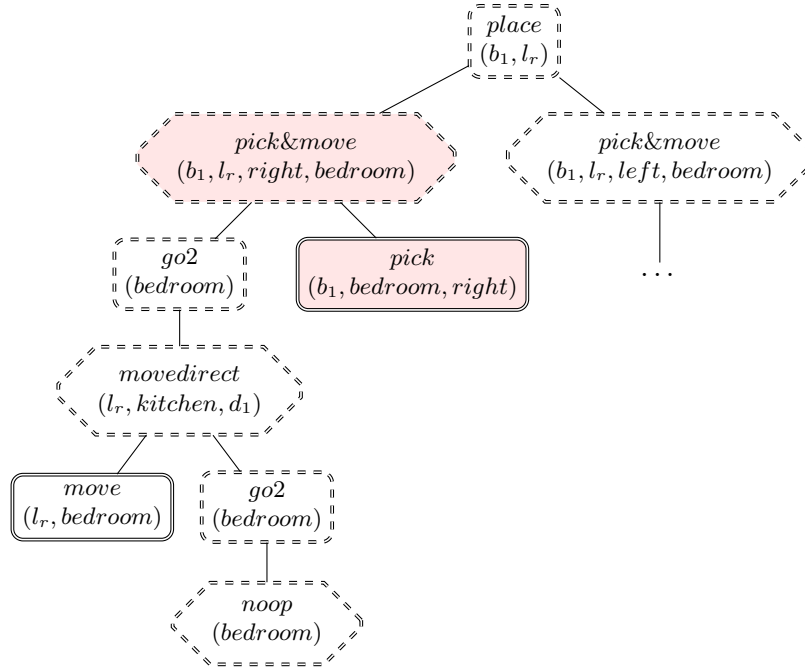 place
(b₁, lᵣ)
pick&move
(b₁, lᵣ, right, bedroom)
pick&move
(b₁, lᵣ, left, bedroom)
go2
(bedroom)
pick
(b₁, bedroom, right)
...
movedirect
(lᵣ, kitchen, d₁)
move
(lᵣ, bedroom)
go2
(bedroom)
noop
(bedroom)